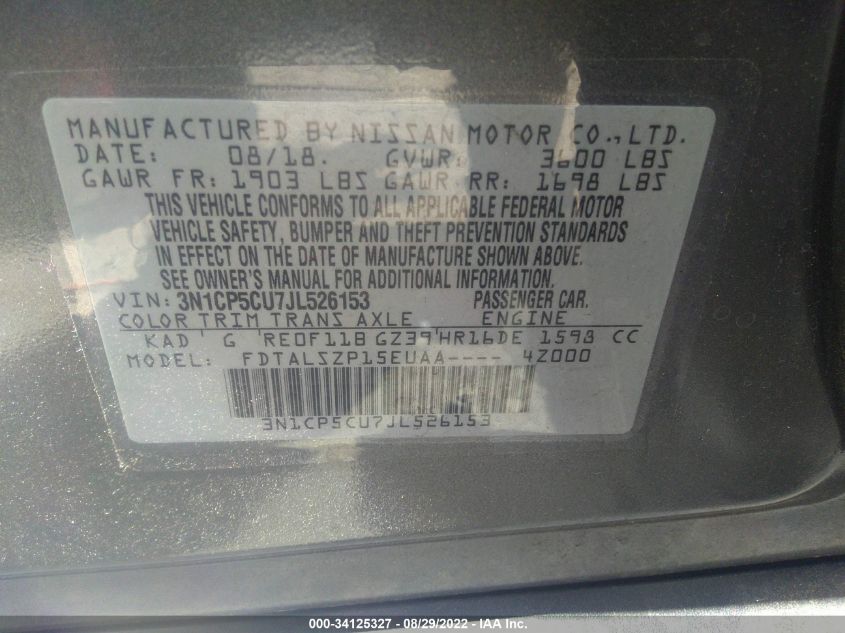 MANUFACTURED BY NISSAN MOTOR CO.,LTD.
DATE: 08/18. GVWR: 3600 LBS
GAWR FR: 1903 LBS GAWR RR: 1698 LBS
THIS VEHICLE CONFORMS TO ALL APPLICABLE FEDERAL MOTOR
VEHICLE SAFETY, BUMPER AND THEFT PREVENTION STANDARDS
IN EFFECT ON THE DATE OF MANUFACTURE SHOWN ABOVE.
SEE OWNER'S MANUAL FOR ADDITIONAL INFORMATION.
VIN: 3N1CP5CU7JL526153 PASSENGER CAR.
COLOR TRIM TRANS AXLE ENGINE
KAD G RE0F11B GZ39 HR16DE 1598 CC
MODEL: FDTALSZP15EUAA---- 4Z000
3N1CP5CU7JL526153
000-34125327 - 08/29/2022 - IAA Inc.